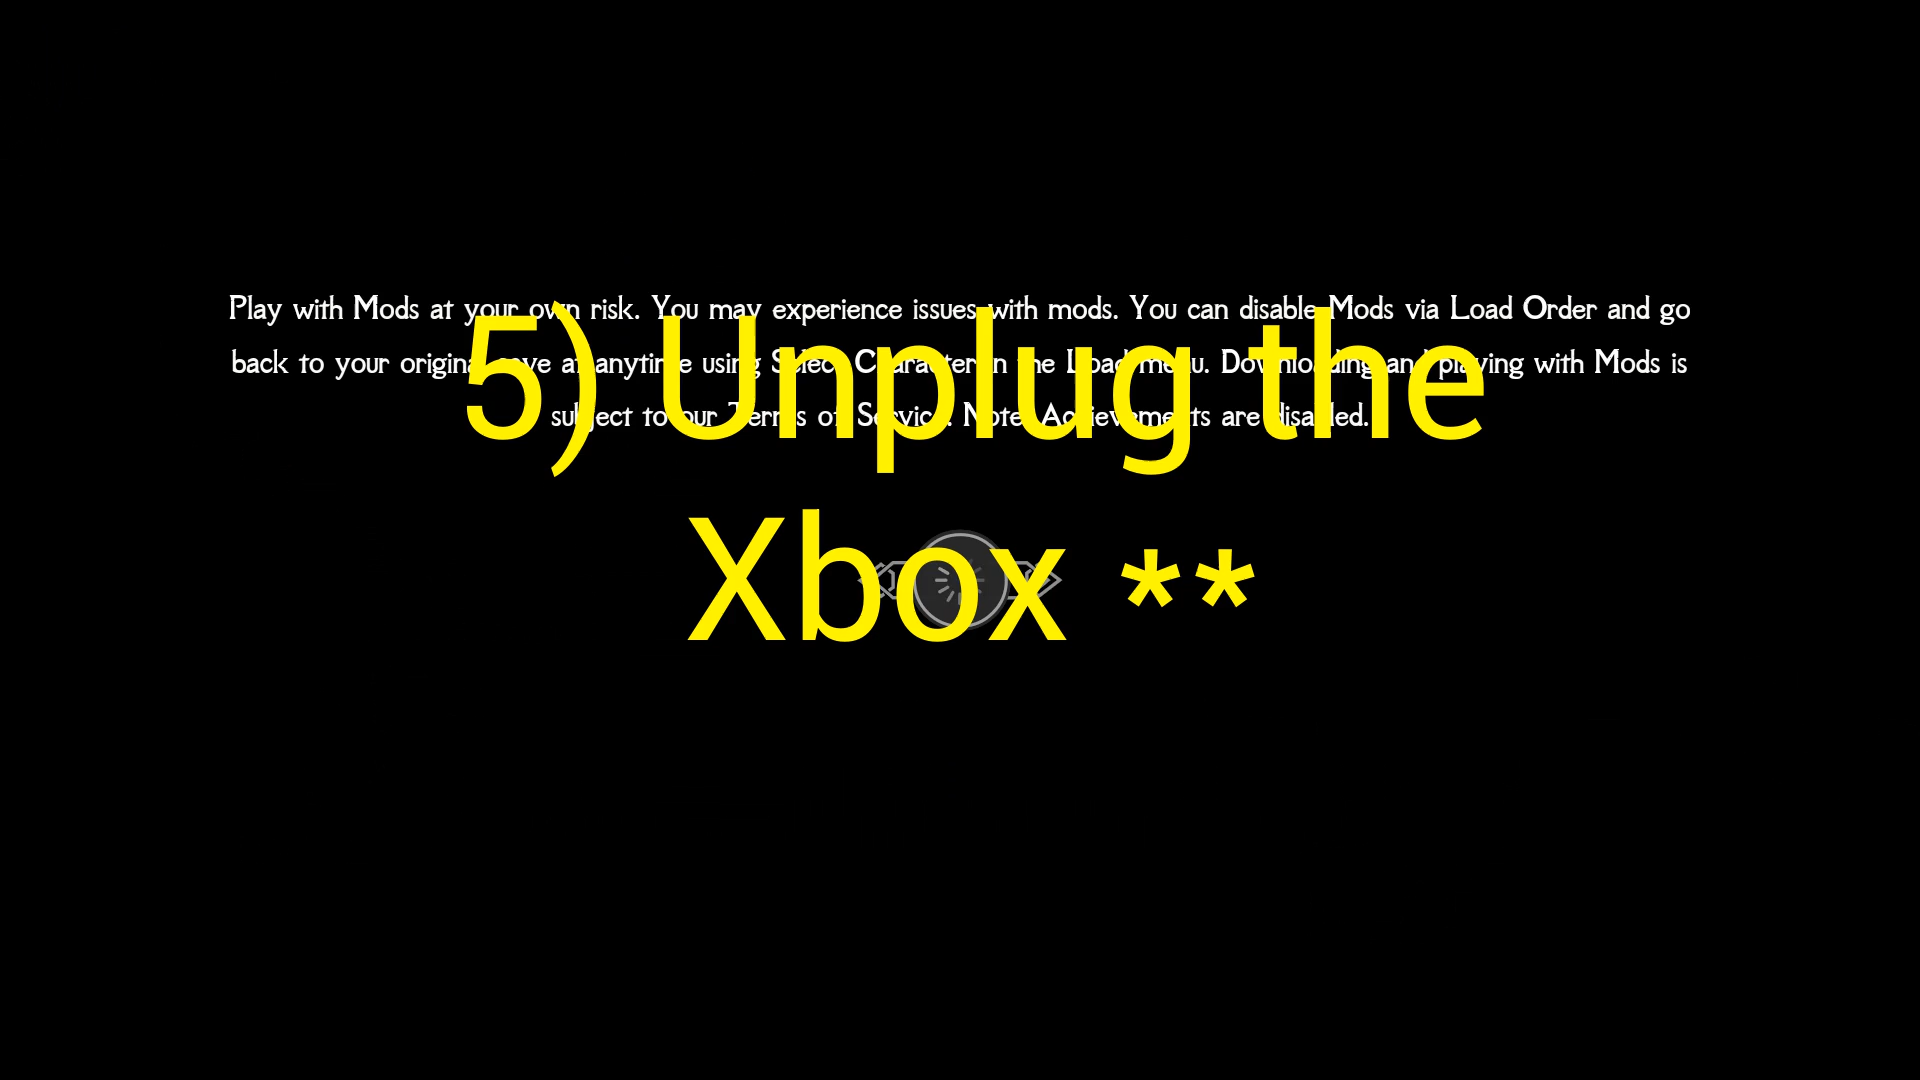 Play with Mods at your own risk. You may experience issues with mods. You can disable Mods via Load Order and go
back to your original save at anytime using Select Character in the Load menu. Downloading and playing with Mods is
subject to our Terms of Service. Note: Achievements are disabled.
5) Unplug the
Xbox **